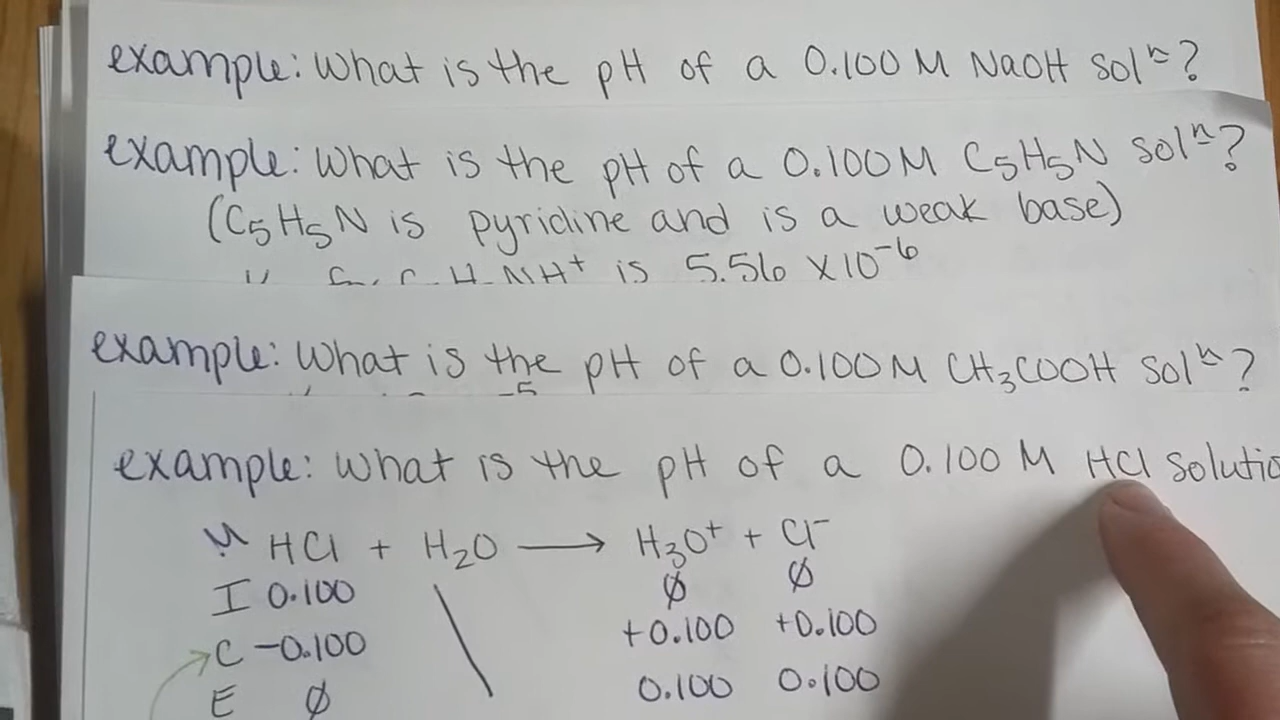 example: What is the pH of a 0.100 M NaOH solⁿ?
example: What is the pH of a 0.100 M C₅H₅N solⁿ?
(C₅H₅N is pyridine and is a weak base)
is 5.56 x10⁻⁶
example: What is the pH of a 0.100 M CH₃COOH solⁿ?
example: What is the pH of a 0.100 M HCl solutio
M HCl + H₂O ⟶ H₃O⁺ + Cl⁻
I 0.100 \ Ø Ø
C -0.100 +0.100 +0.100
E Ø 0.100 0.100